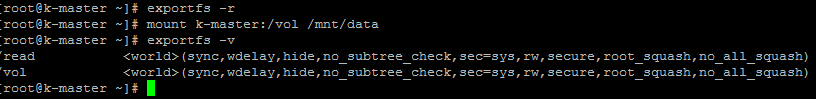 [root@k-master ~]# exportfs -r
[root@k-master ~]# mount k-master:/vol /mnt/data
[root@k-master ~]# exportfs -v
/read <world>(sync,wdelay,hide,no_subtree_check,sec=sys,rw,secure,root_squash,no_all_squash)
/vol <world>(sync,wdelay,hide,no_subtree_check,sec=sys,rw,secure,root_squash,no_all_squash)
[root@k-master ~]#